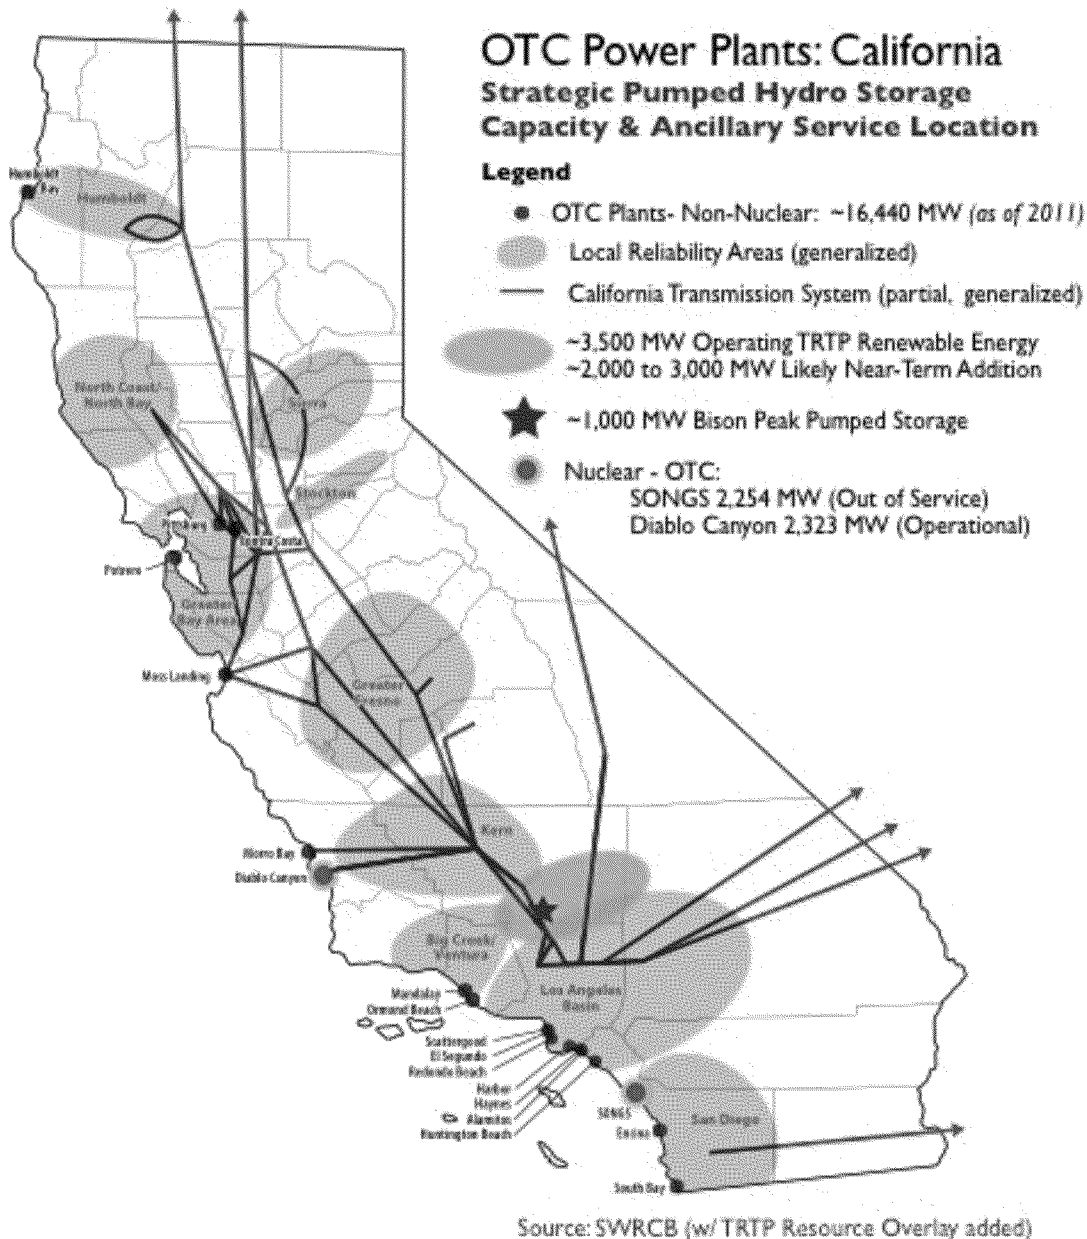 OTC Power Plants: California
Strategic Pumped Hydro Storage
Capacity & Ancillary Service Location
Legend
OTC Plants- Non-Nuclear: ~16,440 MW (as of 2011)
Local Reliability Areas (generalized)
California Transmission System (partial, generalized)
~3,500 MW Operating TRTP Renewable Energy
~2,000 to 3,000 MW Likely Near-Term Addition
~1,000 MW Bison Peak Pumped Storage
Nuclear - OTC:
SONGS 2,254 MW (Out of Service)
Diablo Canyon 2,323 MW (Operational)
Humboldt
Bay
Humboldt
North Coast/
North Bay
Sierra
Stockton
Pittsburg
Contra Costa
Potrero
Greater
Bay Area
Moss Landing
Greater
Fresno
Kern
Morro Bay
Diablo Canyon
Big Creek/
Ventura
Los Angeles
Basin
Mandalay
Ormond Beach
Scattergood
El Segundo
Redondo Beach
Harbor
Haynes
Alamitos
Huntington Beach
SONGS
Encina
San Diego
South Bay
Source: SWRCB (w/ TRTP Resource Overlay added)